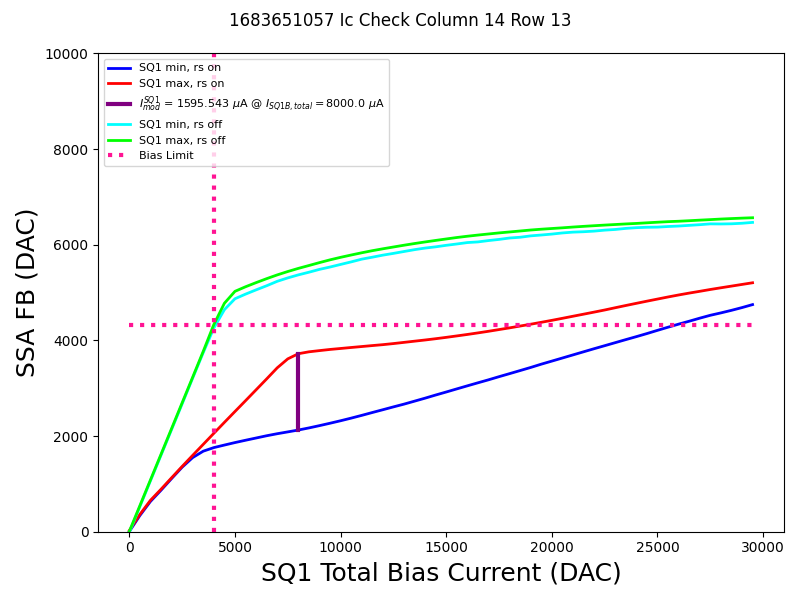 1683651057 Ic Check Column 14 Row 13
10000
8000
6000
4000
2000
0
SSA FB (DAC)
SQ1 min, rs on
SQ1 max, rs on
I_{mod}^{SQ1} = 1595.543 μA @ I_{SQ1B,total} = 8000.0 μA
SQ1 min, rs off
SQ1 max, rs off
Bias Limit
0 5000 10000 15000 20000 25000 30000
SQ1 Total Bias Current (DAC)